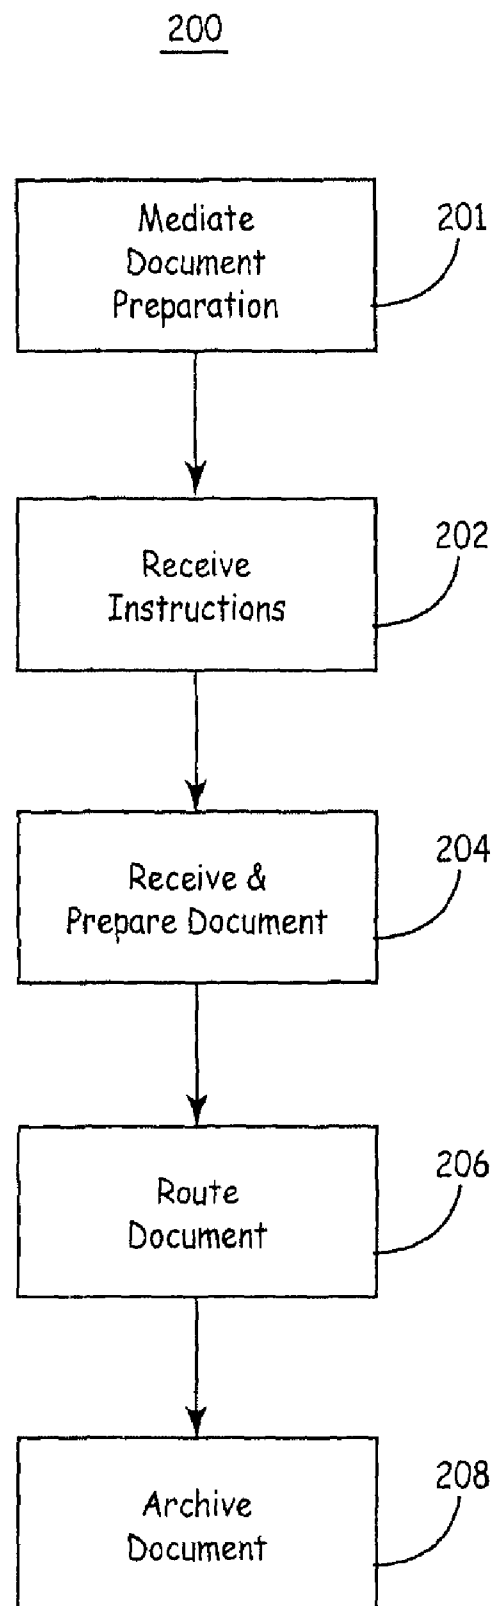 200
Mediate
Document
Preparation
201
Receive
Instructions
202
Receive &
Prepare Document
204
Route
Document
206
Archive
Document
208